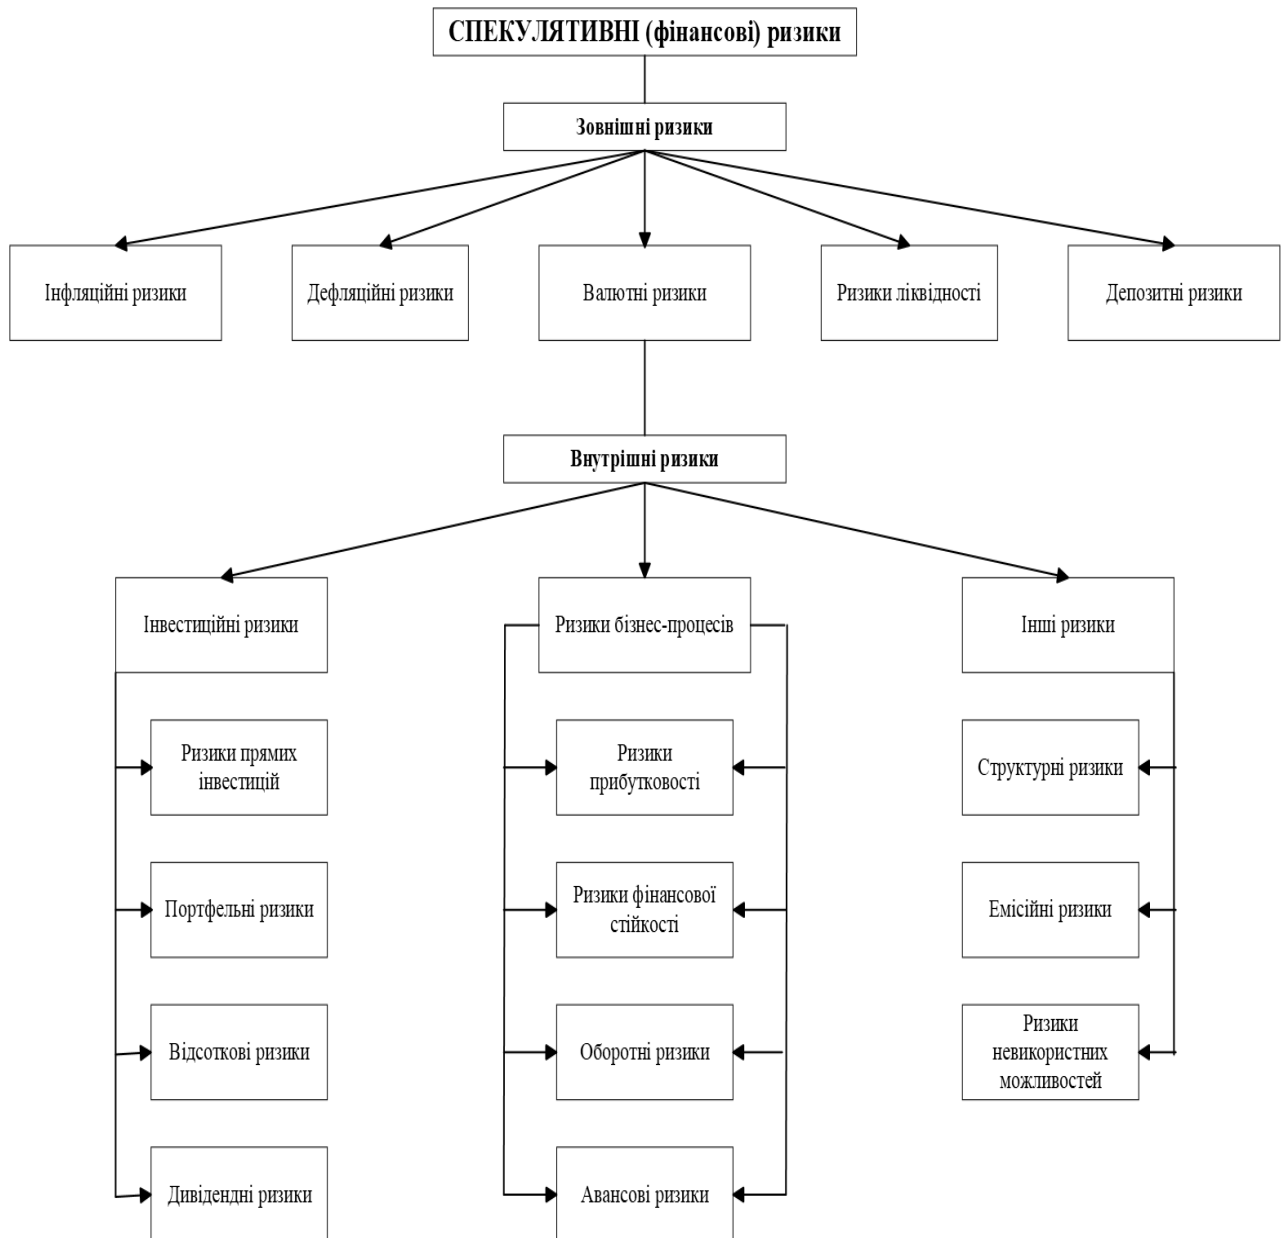 СПЕКУЛЯТИВНІ (фінансові) ризики
Зовнішні ризики
Інфляційні ризики
Дефляційні ризики
Валютні ризики
Ризики ліквідності
Депозитні ризики
Внутрішні ризики
Інвестиційні ризики
Ризики бізнес-процесів
Інші ризики
Ризики прямих
інвестицій
Ризики
прибутковості
Структурні ризики
Портфельні ризики
Ризики фінансової
стійкості
Емісійні ризики
Відсоткові ризики
Оборотні ризики
Ризики
невикористних
можливостей
Дивідендні ризики
Авансові ризики